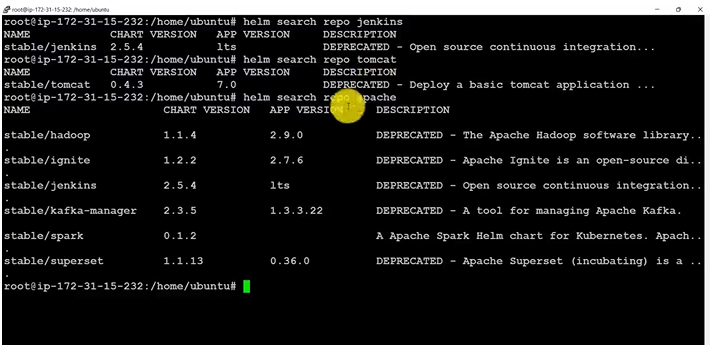 root@ip-172-31-15-232: /home/ubuntu
root@ip-172-31-15-232:/home/ubuntu# helm search repo jenkins
NAME CHART VERSION APP VERSION DESCRIPTION
stable/jenkins 2.5.4 lts DEPRECATED - Open source continuous integration...
root@ip-172-31-15-232:/home/ubuntu# helm search repo tomcat
NAME CHART VERSION APP VERSION DESCRIPTION
stable/tomcat 0.4.3 7.0 DEPRECATED - Deploy a basic tomcat application ...
root@ip-172-31-15-232:/home/ubuntu# helm search repo apache
NAME CHART VERSION APP VERSION DESCRIPTION
stable/hadoop 1.1.4 2.9.0 DEPRECATED - The Apache Hadoop software library..
.
stable/ignite 1.2.2 2.7.6 DEPRECATED - Apache Ignite is an open-source di..
.
stable/jenkins 2.5.4 lts DEPRECATED - Open source continuous integration..
.
stable/kafka-manager 2.3.5 1.3.3.22 DEPRECATED - A tool for managing Apache Kafka.
stable/spark 0.1.2 A Apache Spark Helm chart for Kubernetes. Apach..
.
stable/superset 1.1.13 0.36.0 DEPRECATED - Apache Superset (incubating) is a ..
.
root@ip-172-31-15-232:/home/ubuntu#